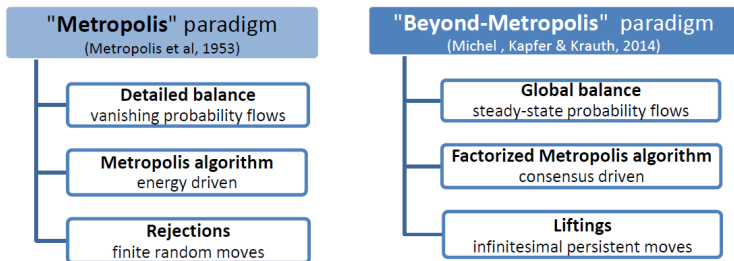 "Metropolis" paradigm
(Metropolis et al, 1953)
Detailed balance
vanishing probability flows
Metropolis algorithm
energy driven
Rejections
finite random moves
"Beyond-Metropolis" paradigm
(Michel , Kapfer & Krauth, 2014)
Global balance
steady-state probability flows
Factorized Metropolis algorithm
consensus driven
Liftings
infinitesimal persistent moves